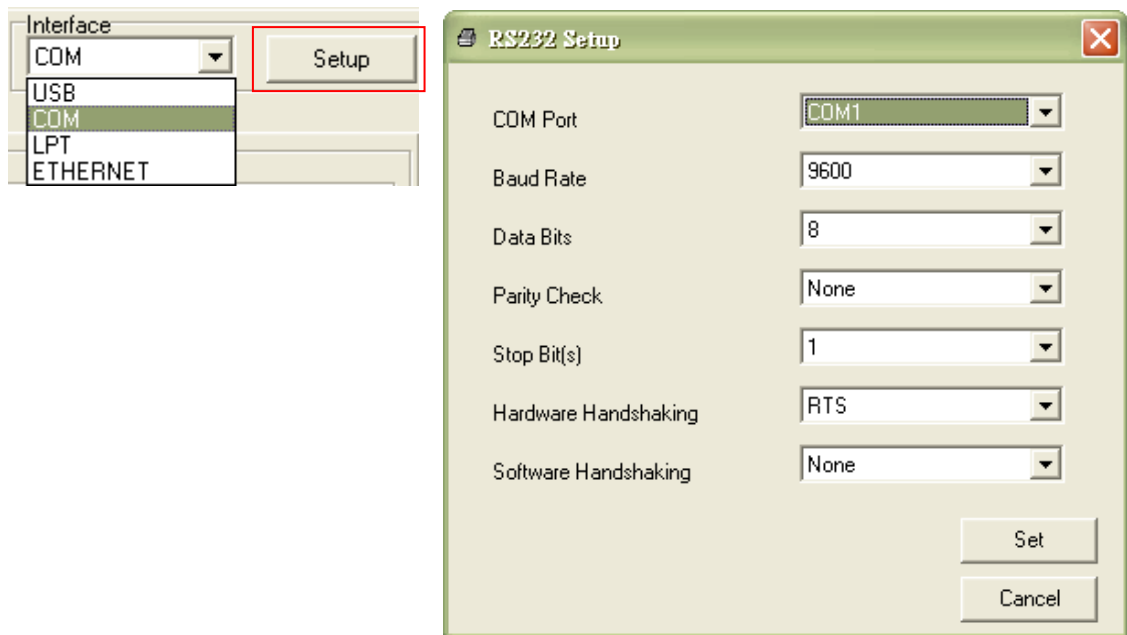 Interface
COM
Setup
USB
COM
LPT
ETHERNET
RS232 Setup
COM Port COM1
Baud Rate 9600
Data Bits 8
Parity Check None
Stop Bit(s) 1
Hardware Handshaking RTS
Software Handshaking None
Set
Cancel